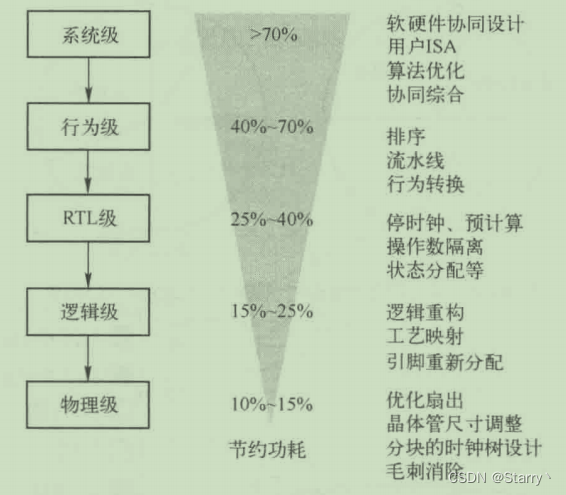 系统级
>70%
软硬件协同设计
用户ISA
算法优化
协同综合
行为级
40%~70%
排序
流水线
行为转换
RTL级
25%~40%
停时钟、预计算
操作数隔离
状态分配等
逻辑级
15%~25%
逻辑重构
工艺映射
引脚重新分配
物理级
10%~15%
优化扇出
晶体管尺寸调整
分块的时钟树设计
毛刺消除
节约功耗
CSDN @Starry丶